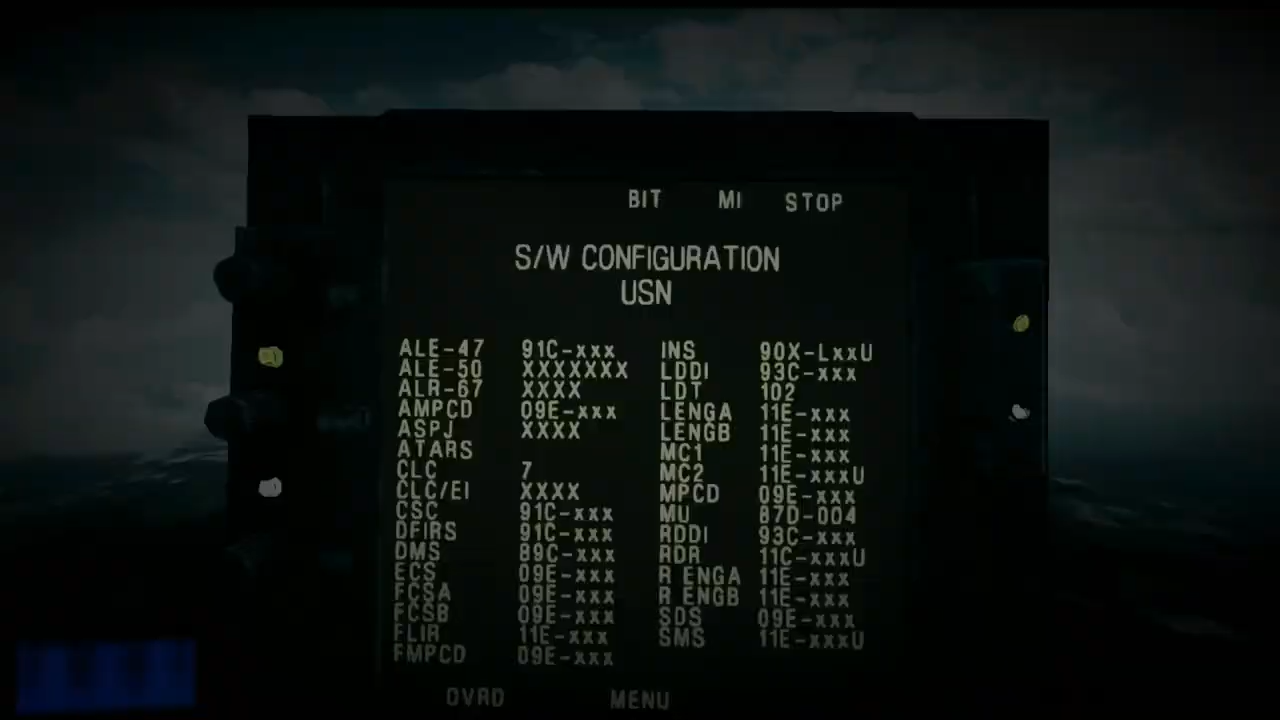 BIT MI STOP
S/W CONFIGURATION
USN
ALE-47 91C-xxx INS 90X-LxxU
ALE-50 XXXXXXX LDDI 93C-xxx
ALR-67 XXXX LDT 102
AMPCD 09E-xxx LENGA 11E-xxx
ASPJ XXXX LENGB 11E-xxx
ATARS MC1 11E-xxx
CLC 7 MC2 11E-xxxU
CLC/EI XXXX MPCD 09E-xxx
CSC 91C-xxx MU 87D-004
DFIRS 91C-xxx RDDI 93C-xxx
DMS 89C-xxx RDR 11C-xxxU
ECS 09E-xxx R ENGA 11E-xxx
FCSA 09E-xxx R ENGB 11E-xxx
FCSB 09E-xxx SDS 09E-xxx
FLIR 11E-xxx SMS 11E-xxxU
FMPCD 09E-xxx
OVRD MENU